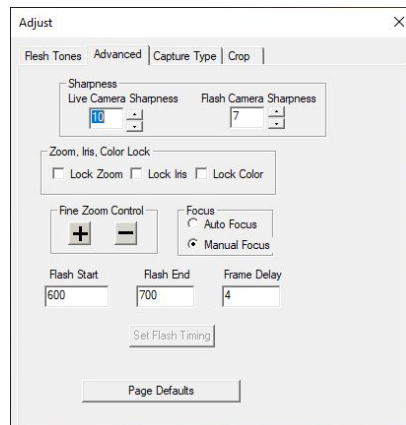 Adjust
Flesh Tones Advanced Capture Type Crop
Sharpness
Live Camera Sharpness Flash Camera Sharpness
10 7
Zoom, Iris, Color Lock
Lock Zoom Lock Iris Lock Color
Fine Zoom Control Focus
Auto Focus
+ − Manual Focus
Flash Start Flash End Frame Delay
600 700 4
Set Flash Timing
Page Defaults